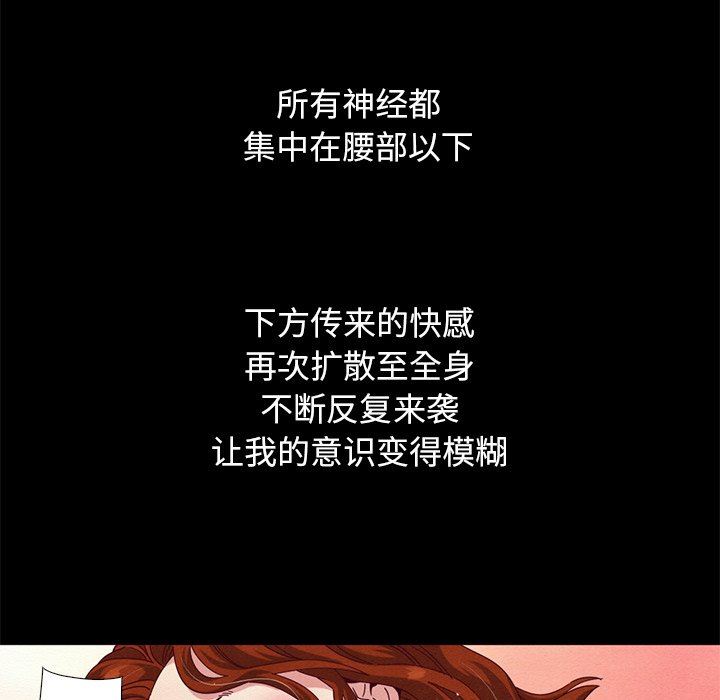 所有神经都
集中在腰部以下
下方传来的快感
再次扩散至全身
不断反复来袭
让我的意识变得模糊